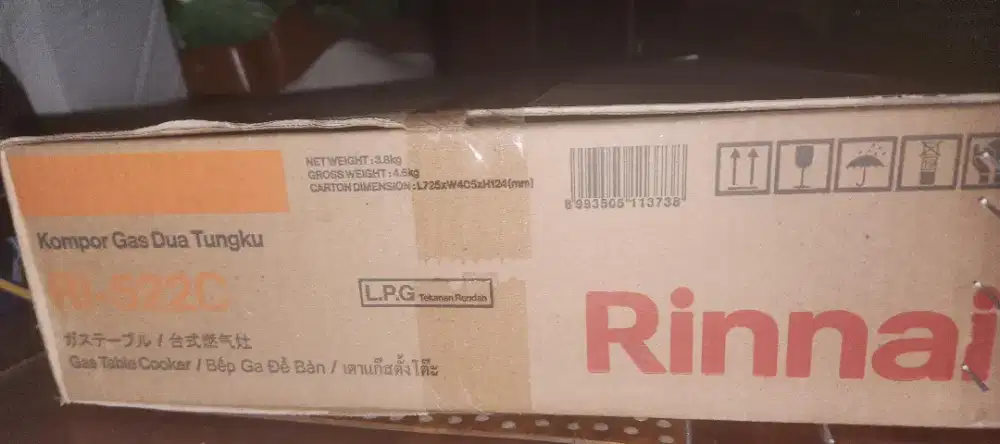 NET WEIGHT : 3.8kg
GROSS WEIGHT : 4.5kg
CARTON DIMENSION : L725xW405xH124(mm)
8 993505 113738
Kompor Gas Dua Tungku
RI-522C
L.P.G Tekanan Rendah
ガステーブル / 台式燃气灶
Gas Table Cooker / Bếp Ga Để Bàn / เตาแก๊สตั้งโต๊ะ
Rinnai